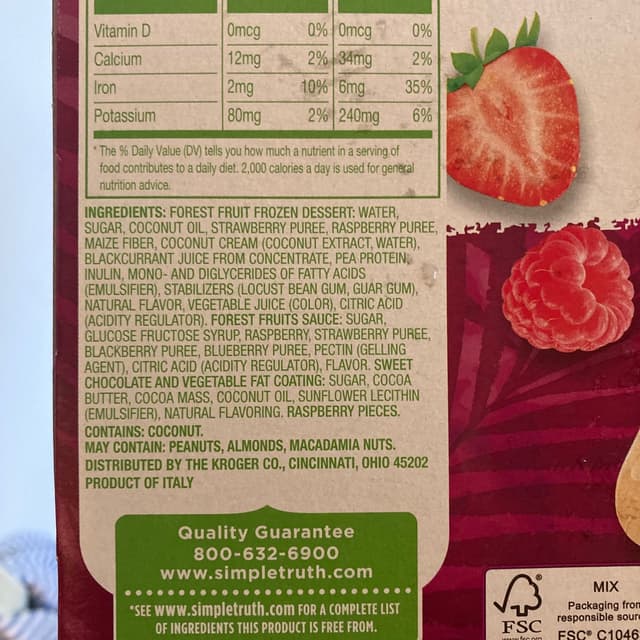 Vitamin D 0mcg 0% 0mcg 0%
Calcium 12mg 2% 34mg 2%
Iron 2mg 10% 6mg 35%
Potassium 80mg 2% 240mg 6%
* The % Daily Value (DV) tells you how much a nutrient in a serving of
food contributes to a daily diet. 2,000 calories a day is used for general
nutrition advice.
INGREDIENTS: FOREST FRUIT FROZEN DESSERT: WATER,
SUGAR, COCONUT OIL, STRAWBERRY PUREE, RASPBERRY PUREE,
MAIZE FIBER, COCONUT CREAM (COCONUT EXTRACT, WATER),
BLACKCURRANT JUICE FROM CONCENTRATE, PEA PROTEIN,
INULIN, MONO- AND DIGLYCERIDES OF FATTY ACIDS
(EMULSIFIER), STABILIZERS (LOCUST BEAN GUM, GUAR GUM),
NATURAL FLAVOR, VEGETABLE JUICE (COLOR), CITRIC ACID
(ACIDITY REGULATOR). FOREST FRUITS SAUCE: SUGAR,
GLUCOSE FRUCTOSE SYRUP, RASPBERRY, STRAWBERRY PUREE,
BLACKBERRY PUREE, BLUEBERRY PUREE, PECTIN (GELLING
AGENT), CITRIC ACID (ACIDITY REGULATOR), FLAVOR. SWEET
CHOCOLATE AND VEGETABLE FAT COATING: SUGAR, COCOA
BUTTER, COCOA MASS, COCONUT OIL, SUNFLOWER LECITHIN
(EMULSIFIER), NATURAL FLAVORING. RASPBERRY PIECES.
CONTAINS: COCONUT.
MAY CONTAIN: PEANUTS, ALMONDS, MACADAMIA NUTS.
DISTRIBUTED BY THE KROGER CO., CINCINNATI, OHIO 45202
PRODUCT OF ITALY
Quality Guarantee
800-632-6900
www.simpletruth.com
*SEE www.simpletruth.com FOR A COMPLETE LIST
OF INGREDIENTS THIS PRODUCT IS FREE FROM.
®
FSC
www.fsc.org
MIX
Packaging from
responsible sour
FSC® C1046